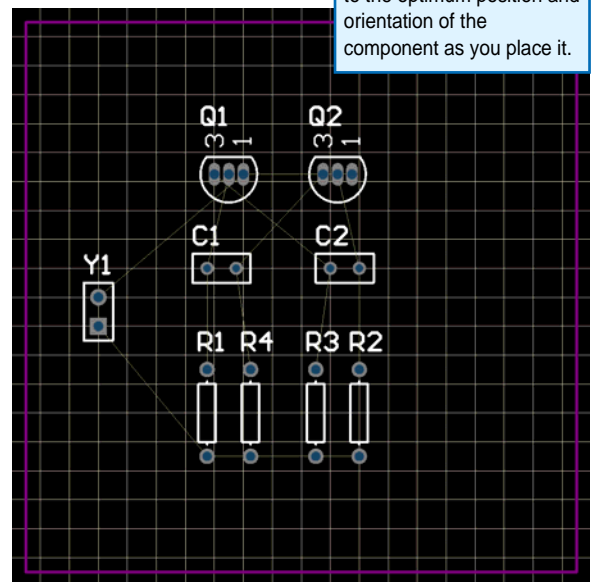 to the optimum position and
orientation of the
component as you place it.
Q1 Q2
3 1 3 1
C1 C2
Y1
R1 R4 R3 R2